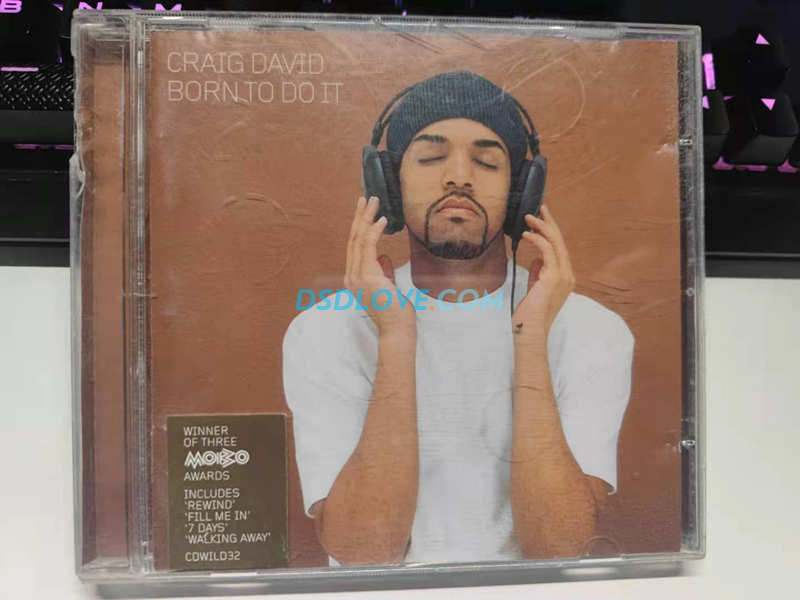 B N M
CRAIG DAVID
BORN TO DO IT
DSDLOVE.COM
WINNER
OF THREE
MOBO
AWARDS
INCLUDES
'REWIND'
'FILL ME IN'
'7 DAYS'
'WALKING AWAY'
CDWILD32